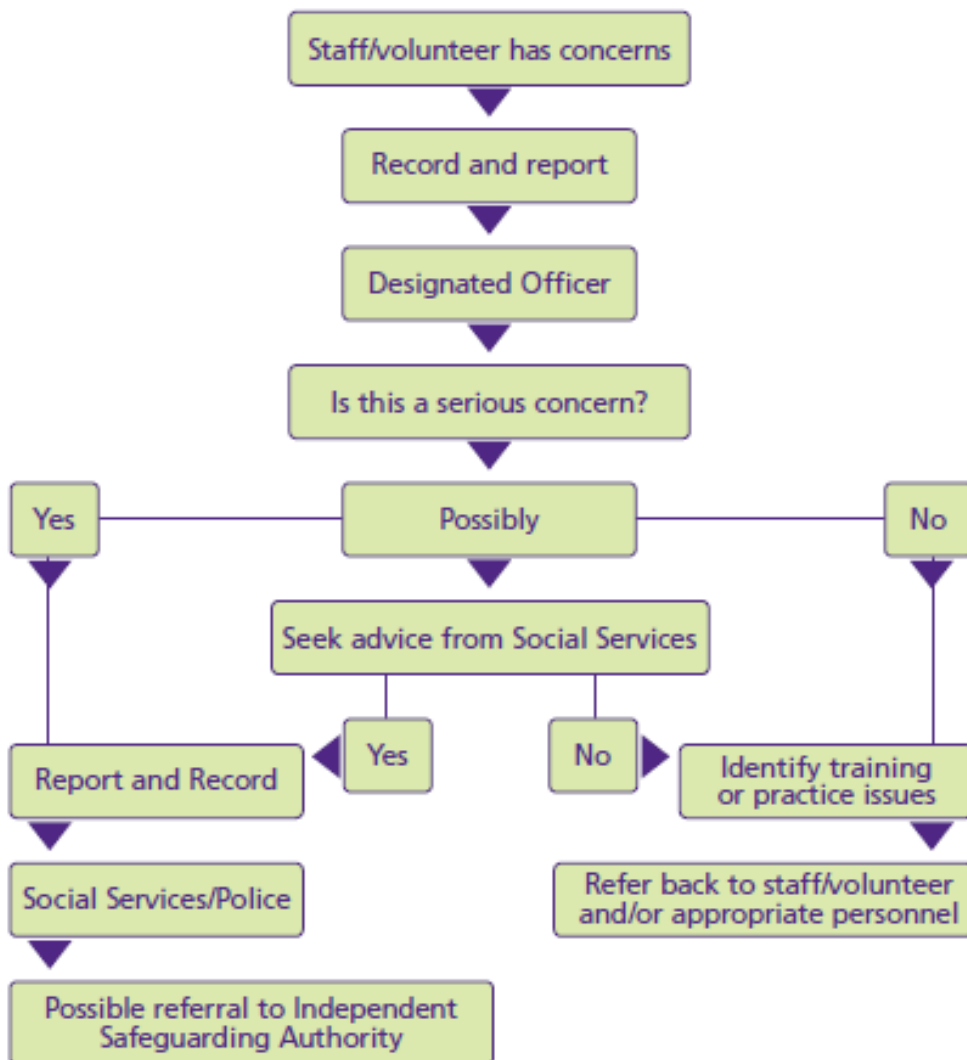 Staff/volunteer has concerns
Record and report
Designated Officer
Is this a serious concern?
Yes
Possibly
No
Seek advice from Social Services
Yes
No
Report and Record
Identify training
or practice issues
Social Services/Police
Refer back to staff/volunteer
and/or appropriate personnel
Possible referral to Independent
Safeguarding Authority